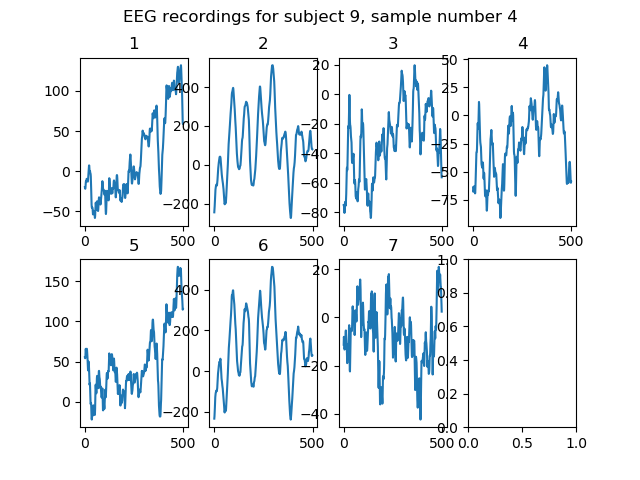 EEG recordings for subject 9, sample number 4
1 2 3 4
100 50 0 −50
400 200 0 −200
20 0 −20 −40 −60 −80
50 25 0 −25 −50 −75
0 500 0 500 0 500 0 500
5 6 7
150 100 50 0
400 200 0 −200
20 0 −20 −40
1.0 0.8 0.6 0.4 0.2 0.0
0 500 0 500 0 500 0.0 0.5 1.0